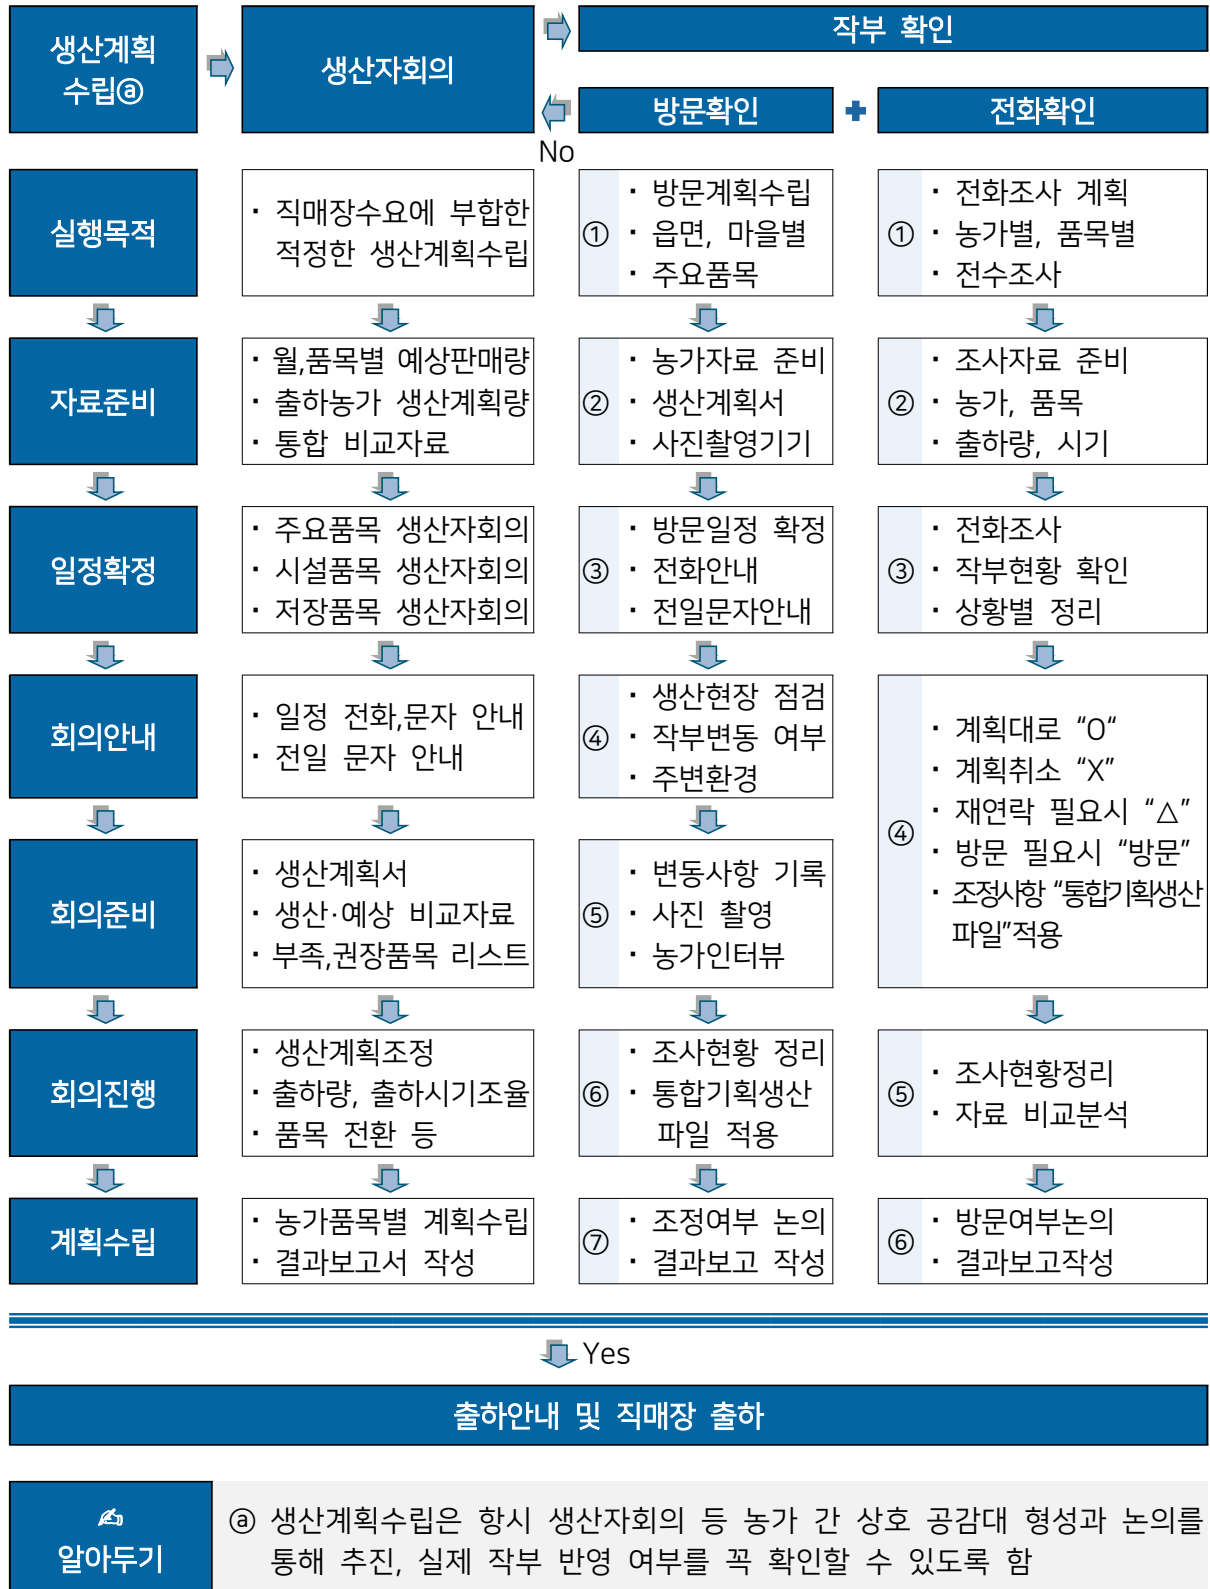 생산계획
수립ⓐ
생산자회의
작부 확인
방문확인
전화확인
No
실행목적
· 직매장수요에 부합한
적정한 생산계획수립
①
· 방문계획수립
· 읍면, 마을별
· 주요품목
①
· 전화조사 계획
· 농가별, 품목별
· 전수조사
자료준비
· 월,품목별 예상판매량
· 출하농가 생산계획량
· 통합 비교자료
②
· 농가자료 준비
· 생산계획서
· 사진촬영기기
②
· 조사자료 준비
· 농가, 품목
· 출하량, 시기
일정확정
· 주요품목 생산자회의
· 시설품목 생산자회의
· 저장품목 생산자회의
③
· 방문일정 확정
· 전화안내
· 전일문자안내
③
· 전화조사
· 작부현황 확인
· 상황별 정리
회의안내
· 일정 전화,문자 안내
· 전일 문자 안내
④
· 생산현장 점검
· 작부변동 여부
· 주변환경
④
· 계획대로 “O“
· 계획취소 “X”
· 재연락 필요시 “△”
· 방문 필요시 “방문”
· 조정사항 “통합기획생산
파일”적용
회의준비
· 생산계획서
· 생산·예상 비교자료
· 부족,권장품목 리스트
⑤
· 변동사항 기록
· 사진 촬영
· 농가인터뷰
회의진행
· 생산계획조정
· 출하량, 출하시기조율
· 품목 전환 등
⑥
· 조사현황 정리
· 통합기획생산
파일 적용
⑤
· 조사현황정리
· 자료 비교분석
계획수립
· 농가품목별 계획수립
· 결과보고서 작성
⑦
· 조정여부 논의
· 결과보고 작성
⑥
· 방문여부논의
· 결과보고작성
Yes
출하안내 및 직매장 출하
✍
알아두기
ⓐ 생산계획수립은 항시 생산자회의 등 농가 간 상호 공감대 형성과 논의를
통해 추진, 실제 작부 반영 여부를 꼭 확인할 수 있도록 함